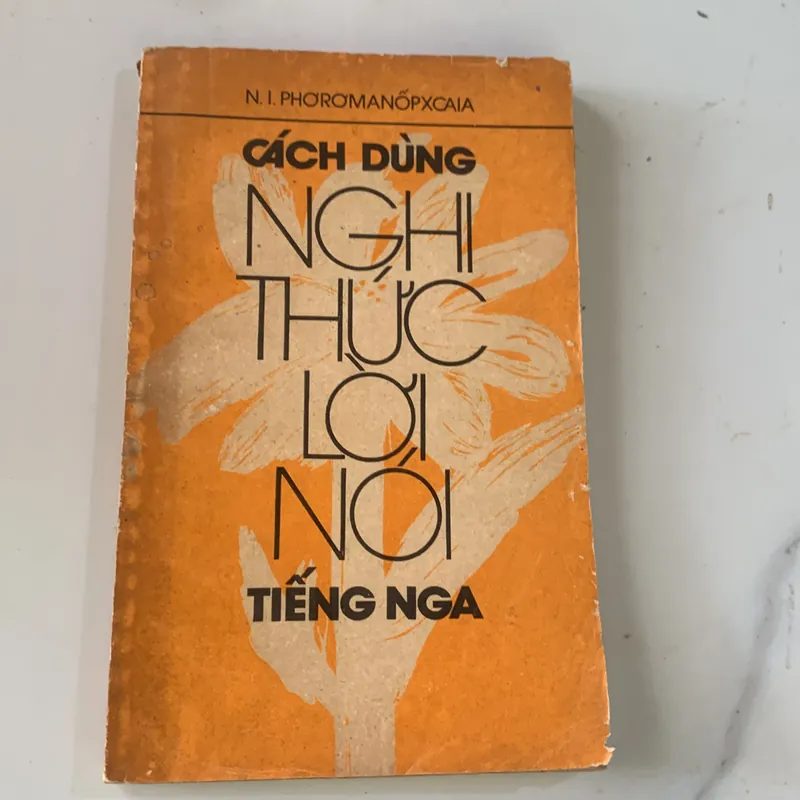 N. I. PHƠRƠMANỐPXCAIA
CÁCH DÙNG
NGHI
THỨC
LỜI
NÓI
TIẾNG NGA